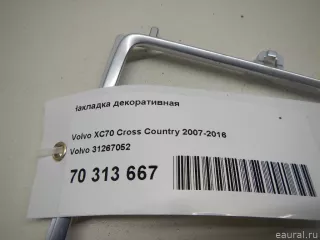 Накладка декоративная
Volvo XC70 Cross Country 2007-2016
Volvo 31267052
70 313 667
eaural.ru